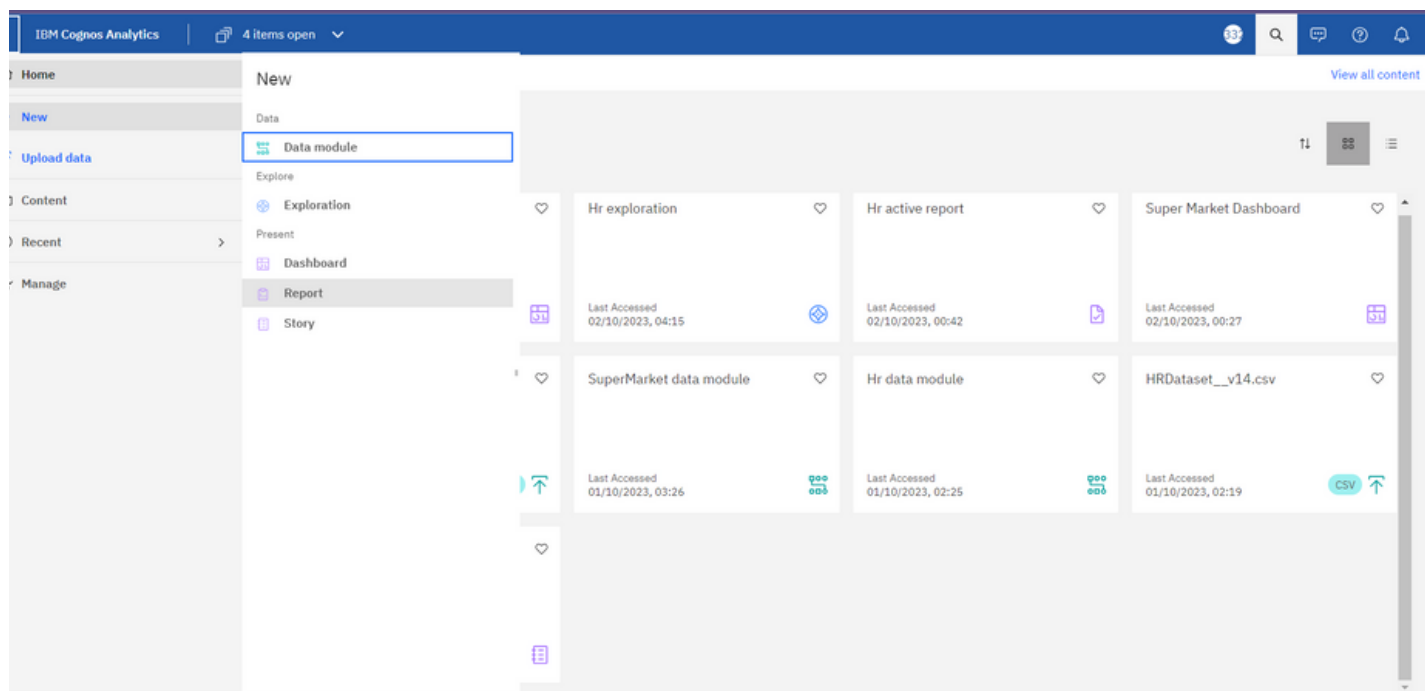 IBM Cognos Analytics
4 items open
Home
New
Upload data
Content
Recent
Manage
New
Data
Data module
Explore
Exploration
Present
Dashboard
Report
Story
View all content
Hr exploration
Last Accessed
02/10/2023, 04:15
Hr active report
Last Accessed
02/10/2023, 00:42
Super Market Dashboard
Last Accessed
02/10/2023, 00:27
SuperMarket data module
Last Accessed
01/10/2023, 03:26
Hr data module
Last Accessed
01/10/2023, 02:25
HRDataset__v14.csv
Last Accessed
01/10/2023, 02:19
CSV